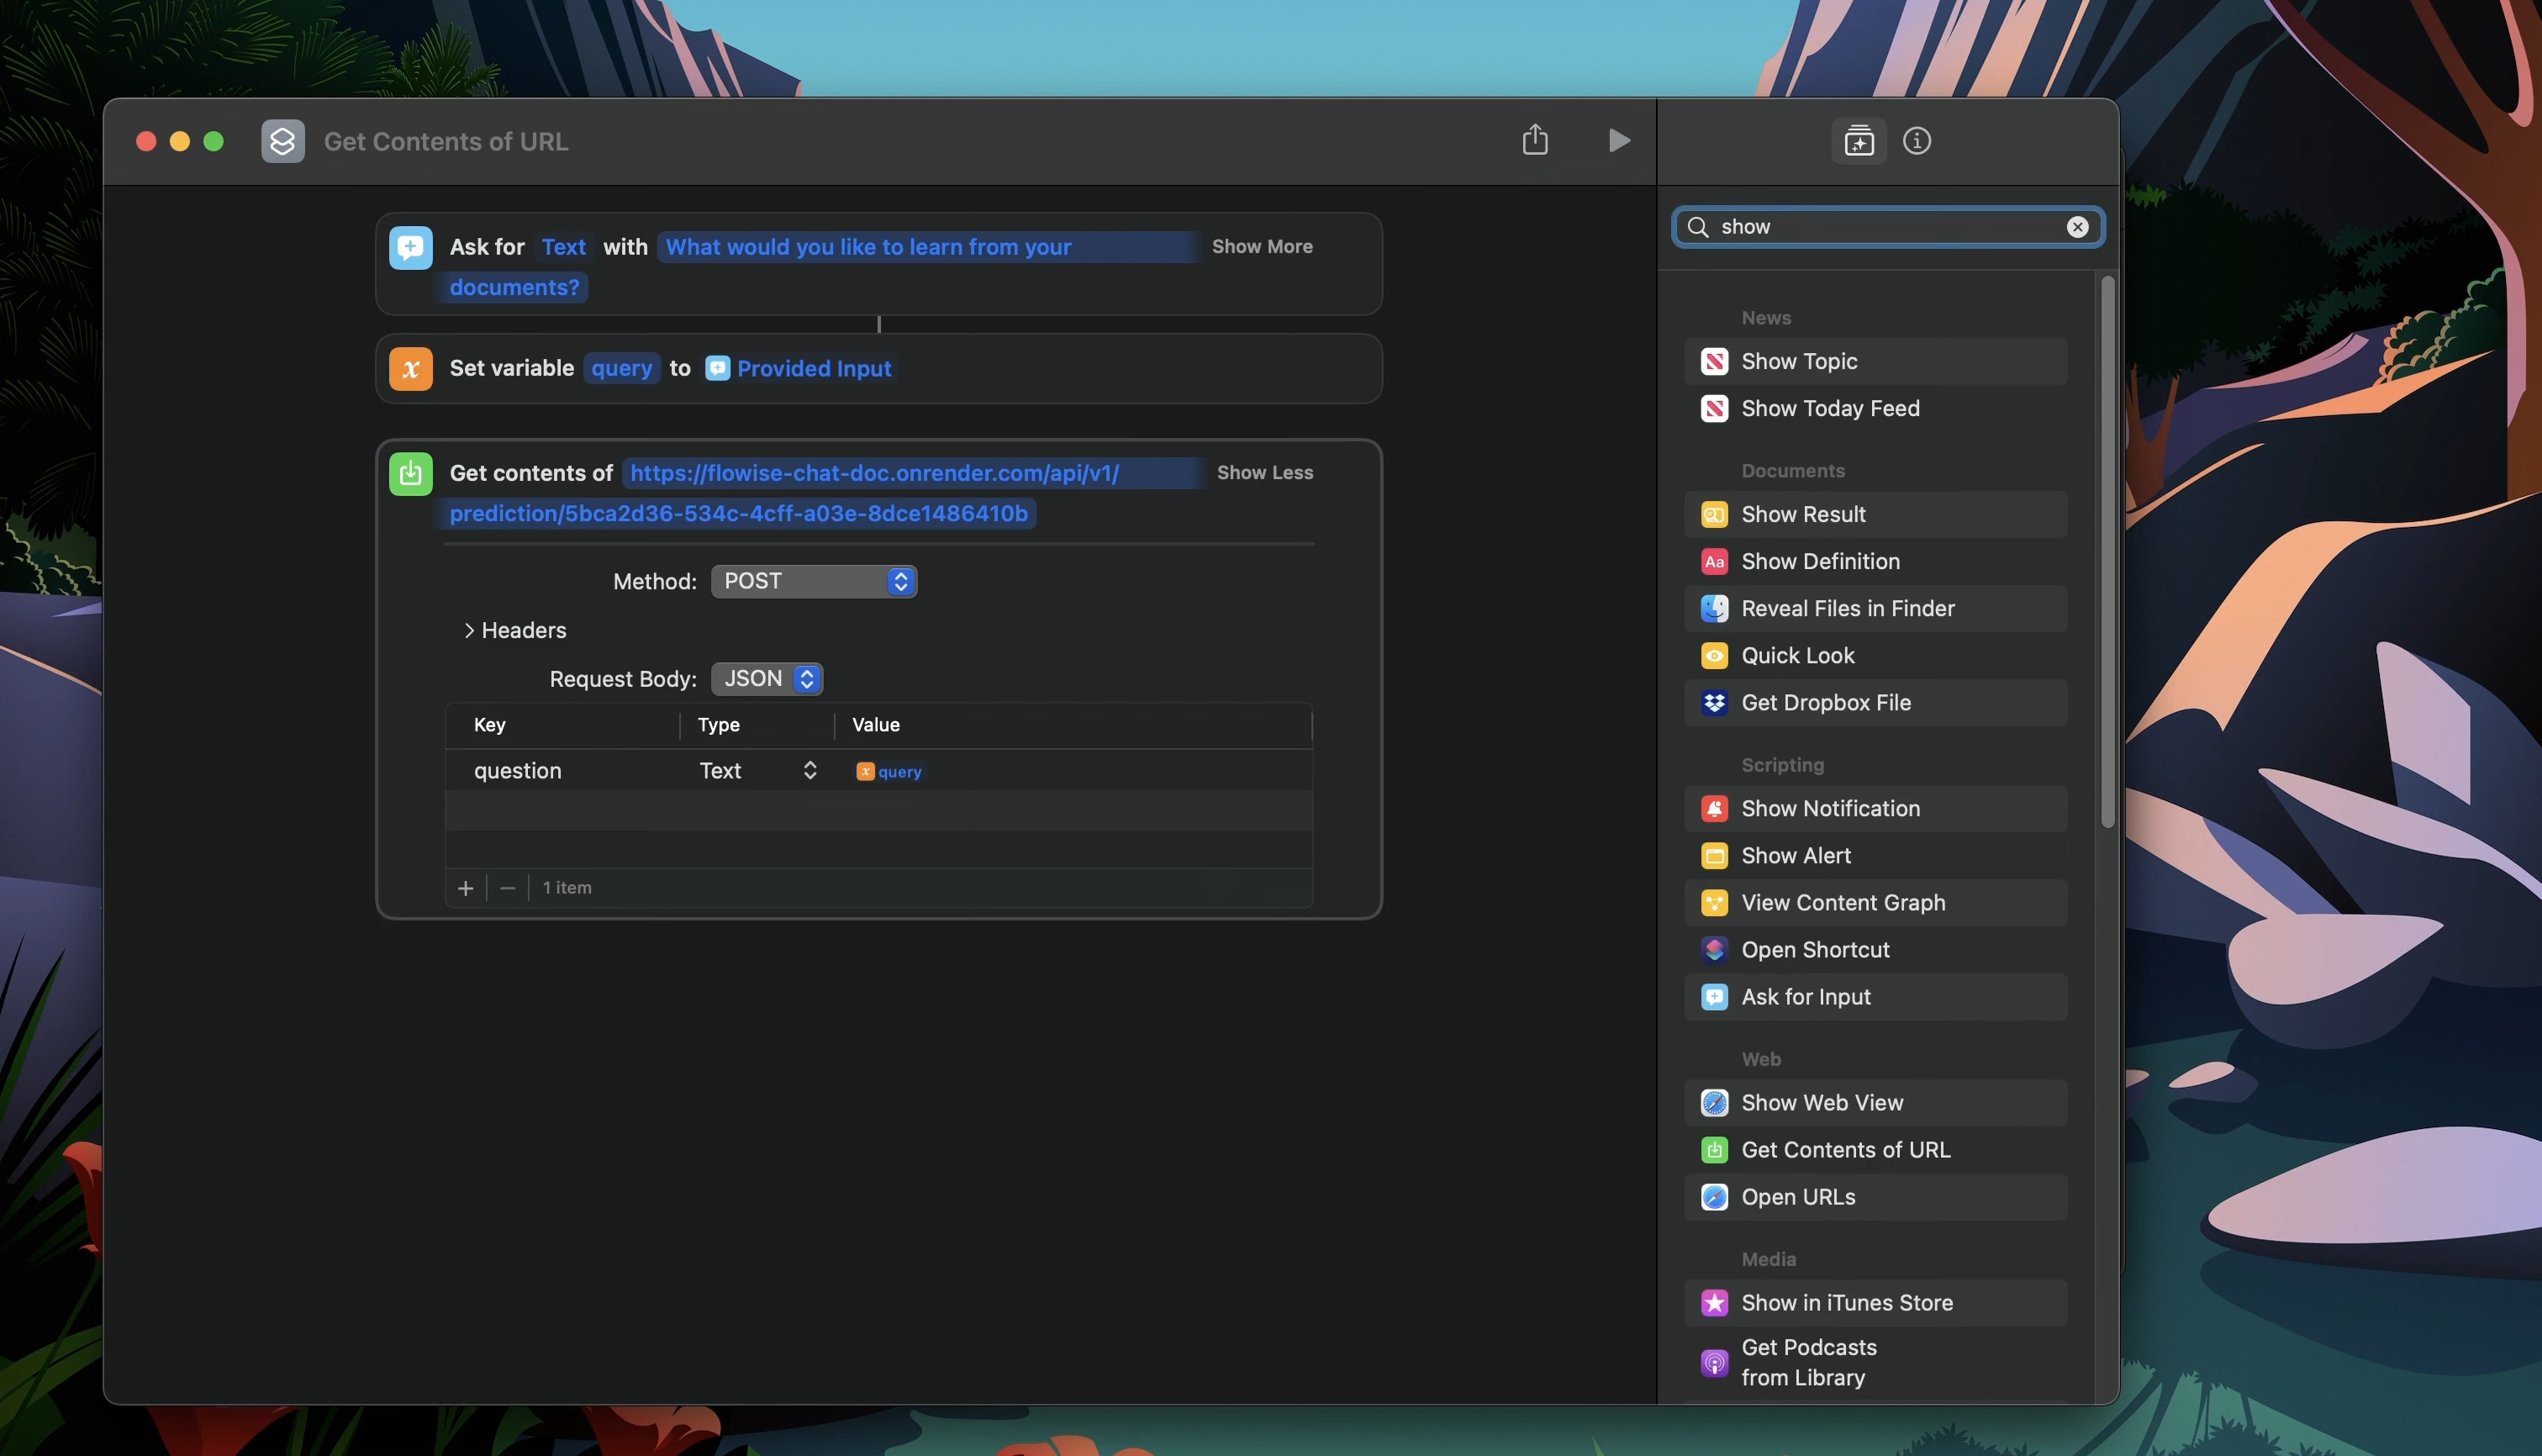 Get Contents of URL
Ask for Text with What would you like to learn from your Show More
documents?
x Set variable query to Provided Input
Get contents of https://flowise-chat-doc.onrender.com/api/v1/ Show Less
prediction/5bca2d36-534c-4cff-a03e-8dce1486410b
Method: POST
Headers
Request Body: JSON
Key Type Value
question Text x query
+ − 1 item
show
News
Show Topic
Show Today Feed
Documents
Show Result
Aa Show Definition
Reveal Files in Finder
Quick Look
Get Dropbox File
Scripting
Show Notification
Show Alert
View Content Graph
Open Shortcut
Ask for Input
Web
Show Web View
Get Contents of URL
Open URLs
Media
Show in iTunes Store
Get Podcasts
from Library